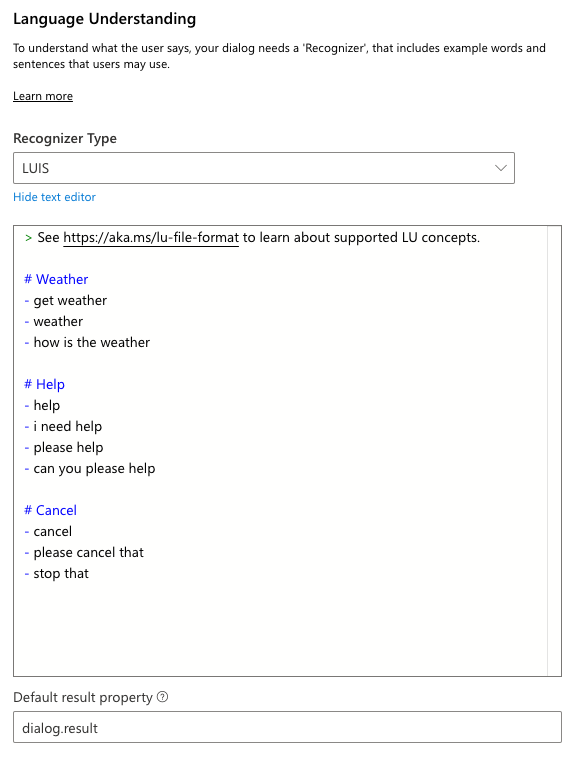 Language Understanding
To understand what the user says, your dialog needs a 'Recognizer', that includes example words and
sentences that users may use.
Learn more
Recognizer Type
LUIS
Hide text editor
> See https://aka.ms/lu-file-format to learn about supported LU concepts.
# Weather
- get weather
- weather
- how is the weather
# Help
- help
- i need help
- please help
- can you please help
# Cancel
- cancel
- please cancel that
- stop that
Default result property ?
dialog.result